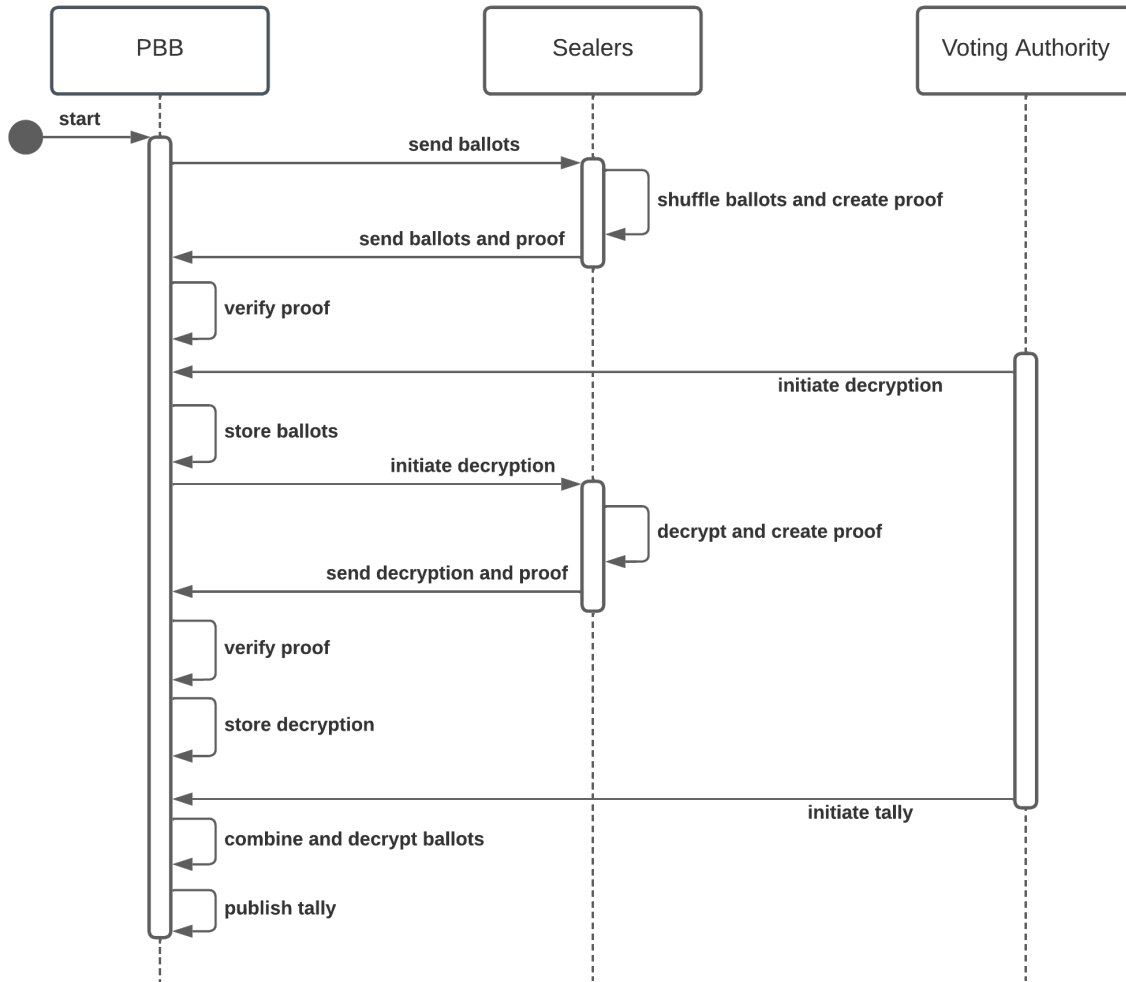 PBB
Sealers
Voting Authority
start
send ballots
shuffle ballots and create proof
send ballots and proof
verify proof
initiate decryption
store ballots
initiate decryption
decrypt and create proof
send decryption and proof
verify proof
store decryption
initiate tally
combine and decrypt ballots
publish tally